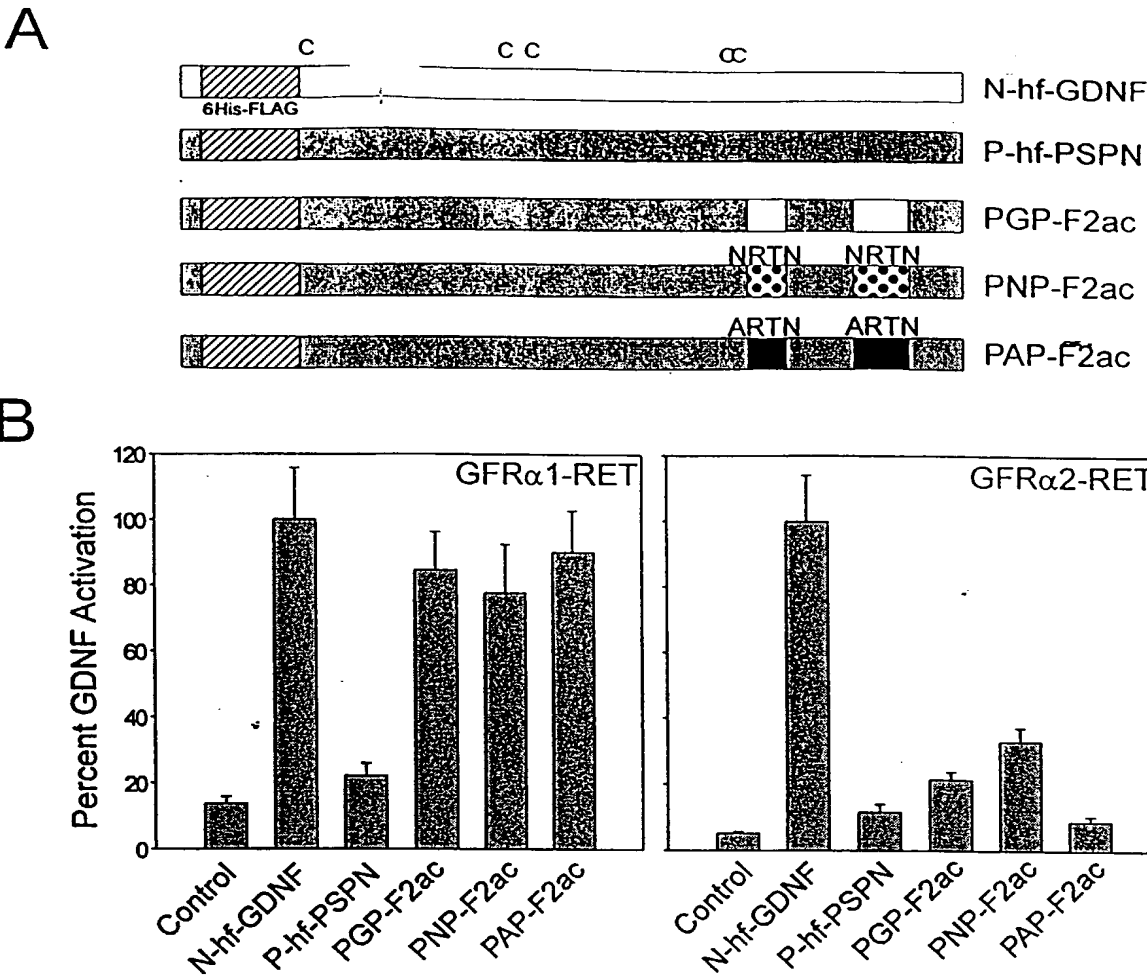 A
C C C CC
N-hf-GDNF
6His-FLAG
P-hf-PSPN
PGP-F2ac
NRTN NRTN
PNP-F2ac
ARTN ARTN
PAP-F2ac
B
Percent GDNF Activation
120
100
80
60
40
20
0
GFRα1-RET
GFRα2-RET
Control
N-hf-GDNF
P-hf-PSPN
PGP-F2ac
PNP-F2ac
PAP-F2ac
Control
N-hf-GDNF
P-hf-PSPN
PGP-F2ac
PNP-F2ac
PAP-F2ac